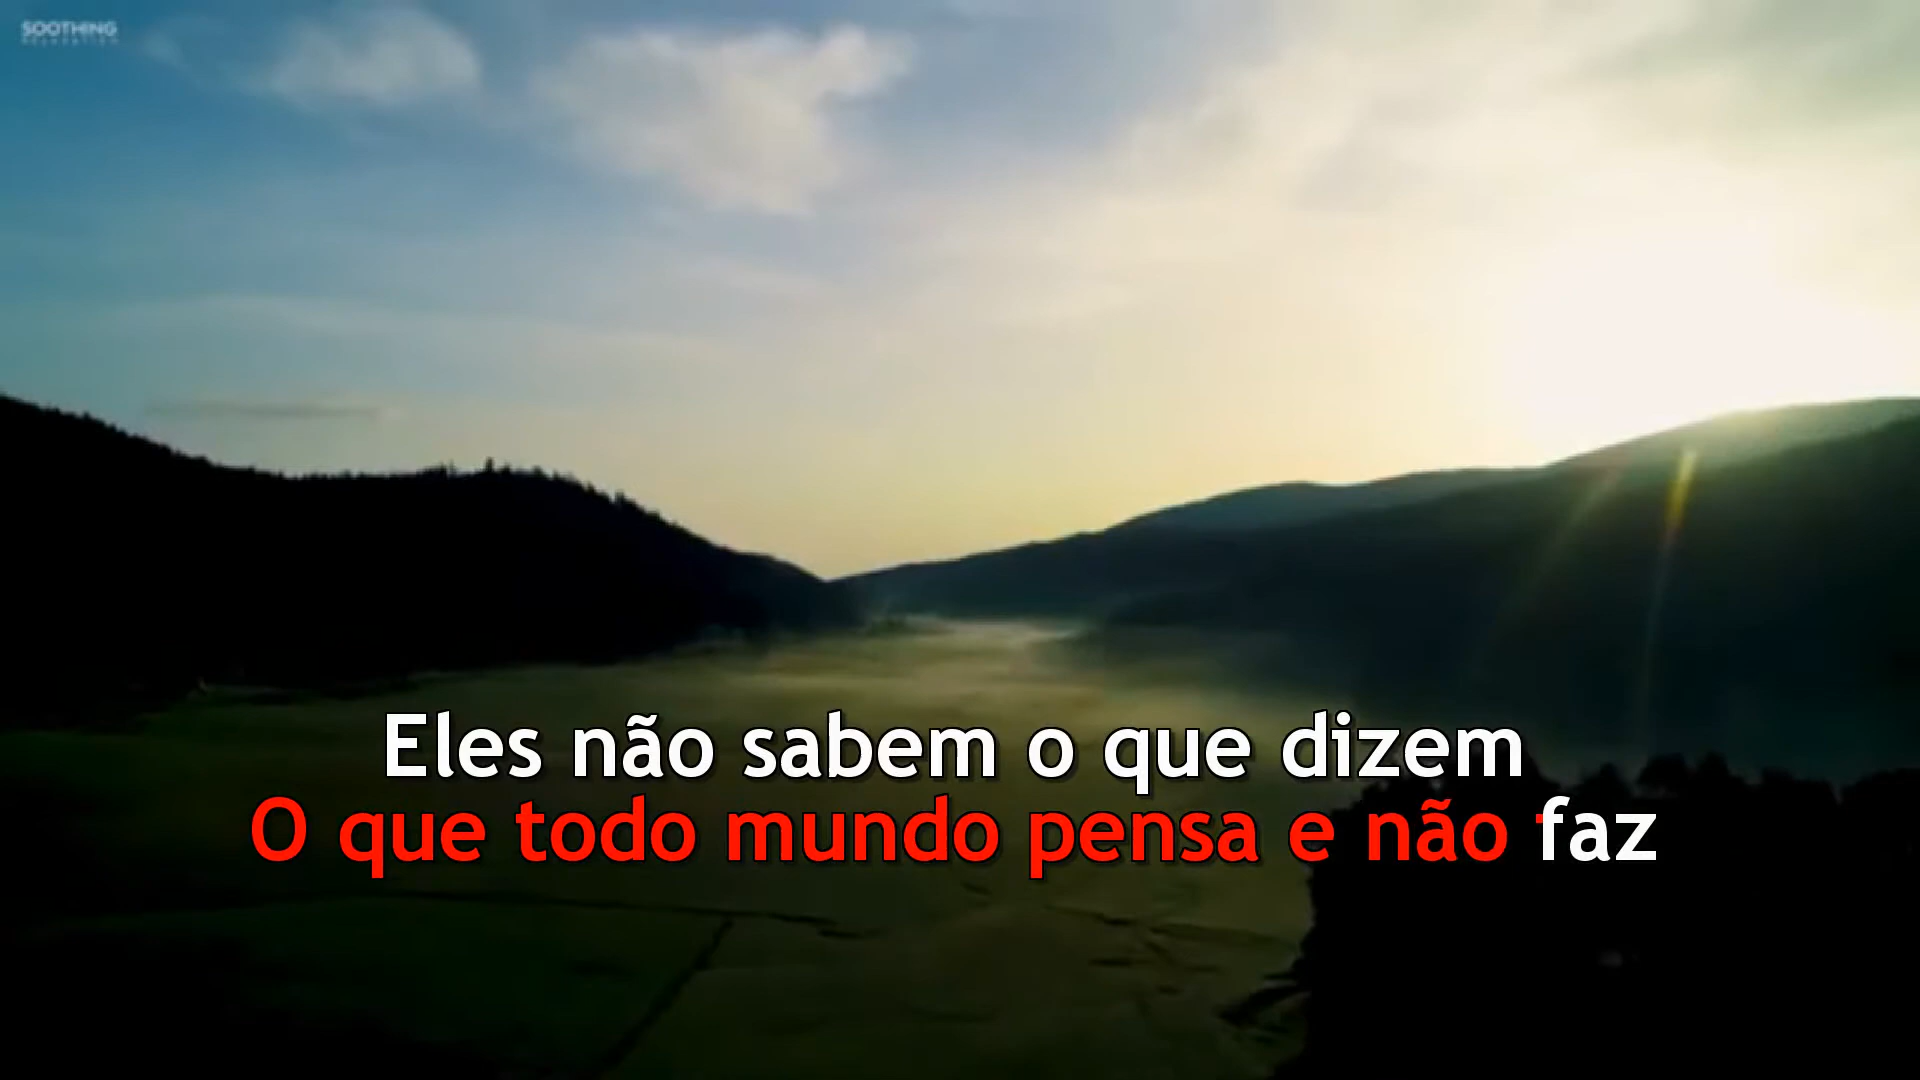 SOOTHING
Eles não sabem o que dizem
O que todo mundo pensa e não faz